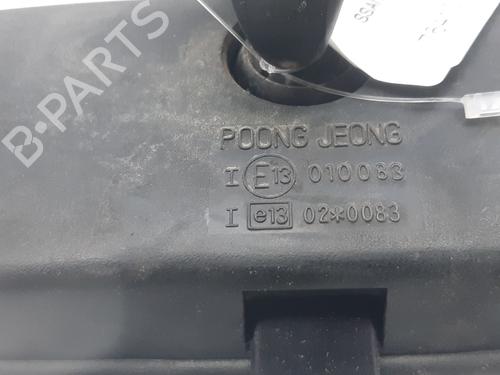 B-PARTS
POONG JEONG
I E13 010083
I e13 02*0083